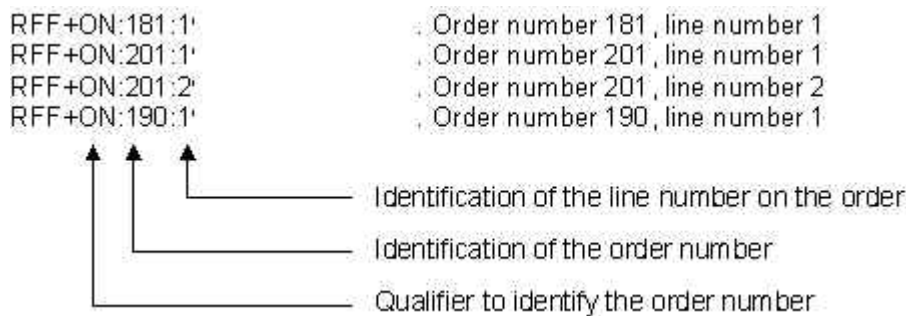 RFF+ON:181:1' . Order number 181, line number 1
RFF+ON:201:1' . Order number 201, line number 1
RFF+ON:201:2' . Order number 201, line number 2
RFF+ON:190:1' . Order number 190, line number 1
Identification of the line number on the order
Identification of the order number
Qualifier to identify the order number